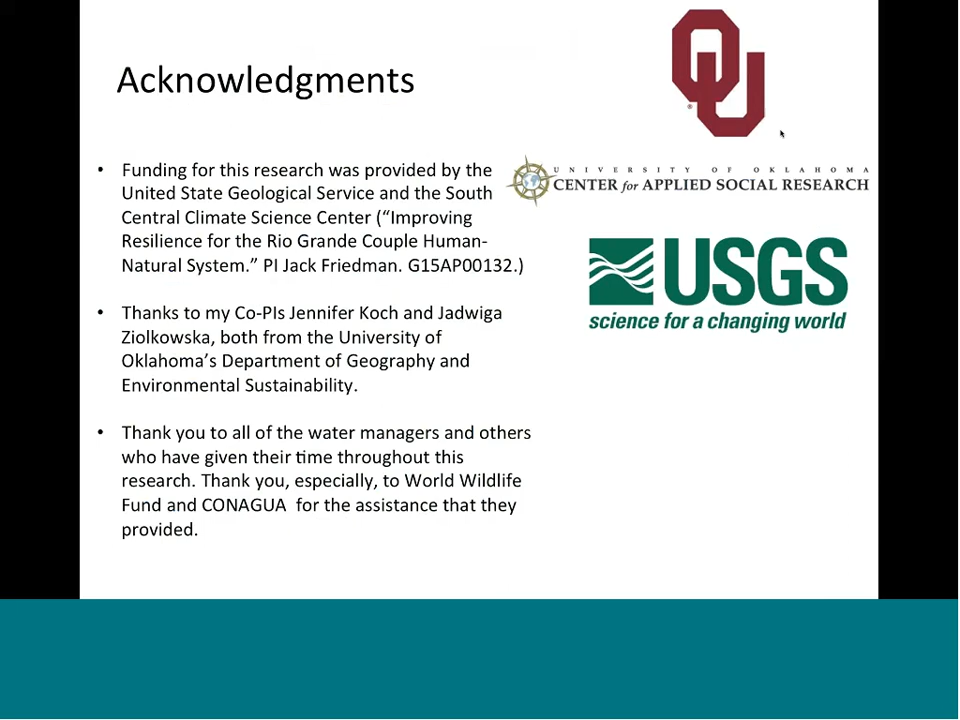 Acknowledgments
• Funding for this research was provided by the
United State Geological Service and the South
Central Climate Science Center (“Improving
Resilience for the Rio Grande Couple Human-
Natural System.” PI Jack Friedman. G15AP00132.)
• Thanks to my Co-PIs Jennifer Koch and Jadwiga
Ziolkowska, both from the University of
Oklahoma’s Department of Geography and
Environmental Sustainability.
• Thank you to all of the water managers and others
who have given their time throughout this
research. Thank you, especially, to World Wildlife
Fund and CONAGUA for the assistance that they
provided.
OU
®
UNIVERSITY OF OKLAHOMA
CENTER for APPLIED SOCIAL RESEARCH
USGS
science for a changing world